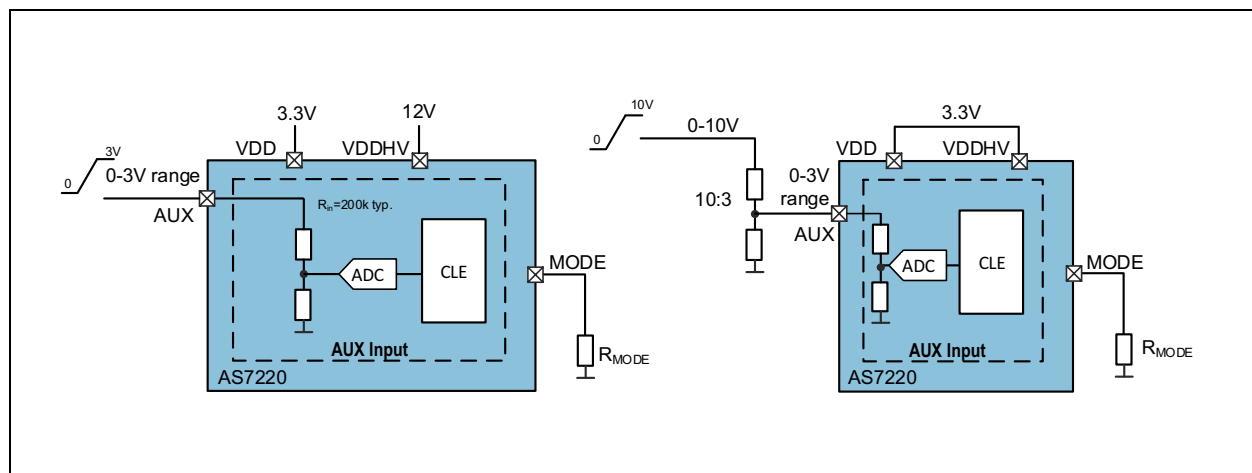 3.3V
12V
VDD
VDDHV
3V
0
0-3V range
AUX
Rin=200k typ.
ADC
CLE
MODE
AUX Input
RMODE
AS7220
10V
0
0-10V
3.3V
VDD
VDDHV
10:3
0-3V
range
AUX
ADC
CLE
MODE
AUX Input
RMODE
AS7220